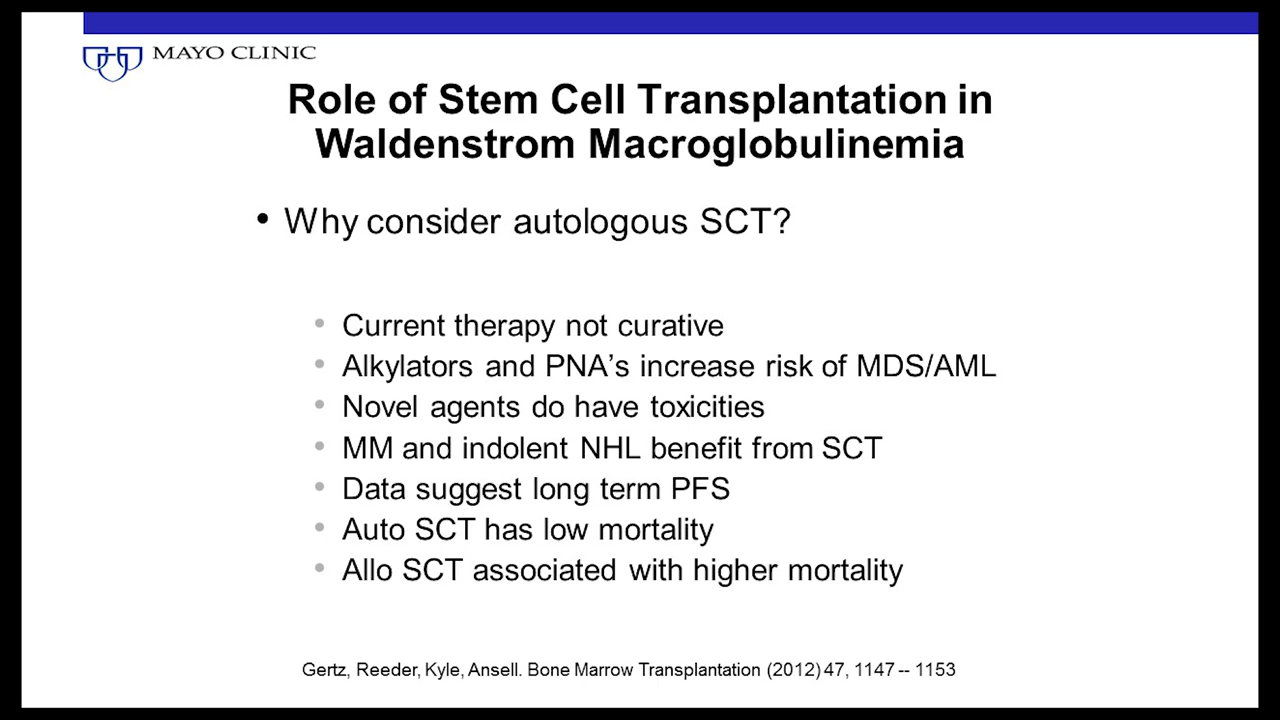 MAYO CLINIC
Role of Stem Cell Transplantation in
Waldenstrom Macroglobulinemia
• Why consider autologous SCT?
• Current therapy not curative
• Alkylators and PNA's increase risk of MDS/AML
• Novel agents do have toxicities
• MM and indolent NHL benefit from SCT
• Data suggest long term PFS
• Auto SCT has low mortality
• Allo SCT associated with higher mortality
Gertz, Reeder, Kyle, Ansell. Bone Marrow Transplantation (2012) 47, 1147 -- 1153